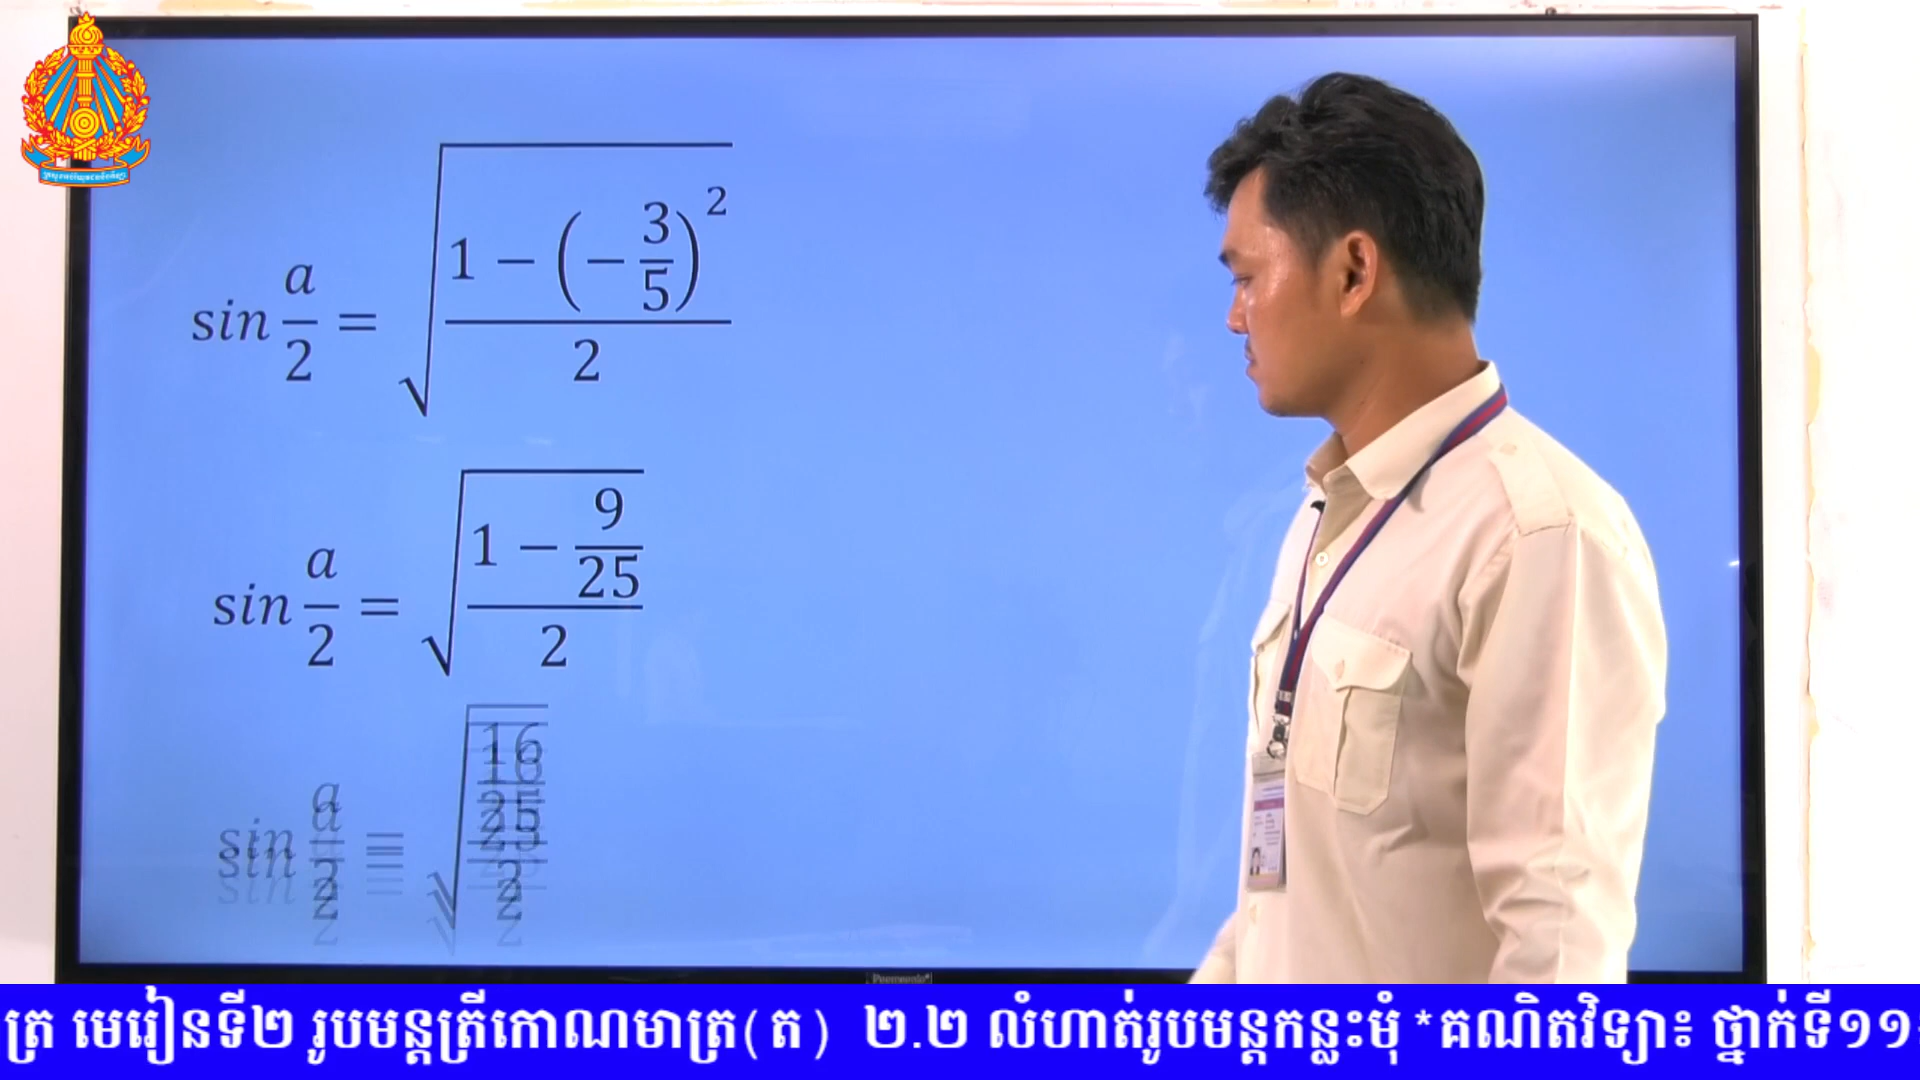 sin a/2 = √((1 − (−3/5)^2)/2)
sin a/2 = √((1 − 9/25)/2)
sin a/2 = √((16/25)/2)
ត្រ មេរៀនទី២ រូបមន្តត្រីកោណមាត្រ(ត) ២.២ លំហាត់រូបមន្តកន្លះមុំ *គណិតវិទ្យា៖ ថ្នាក់ទី១១